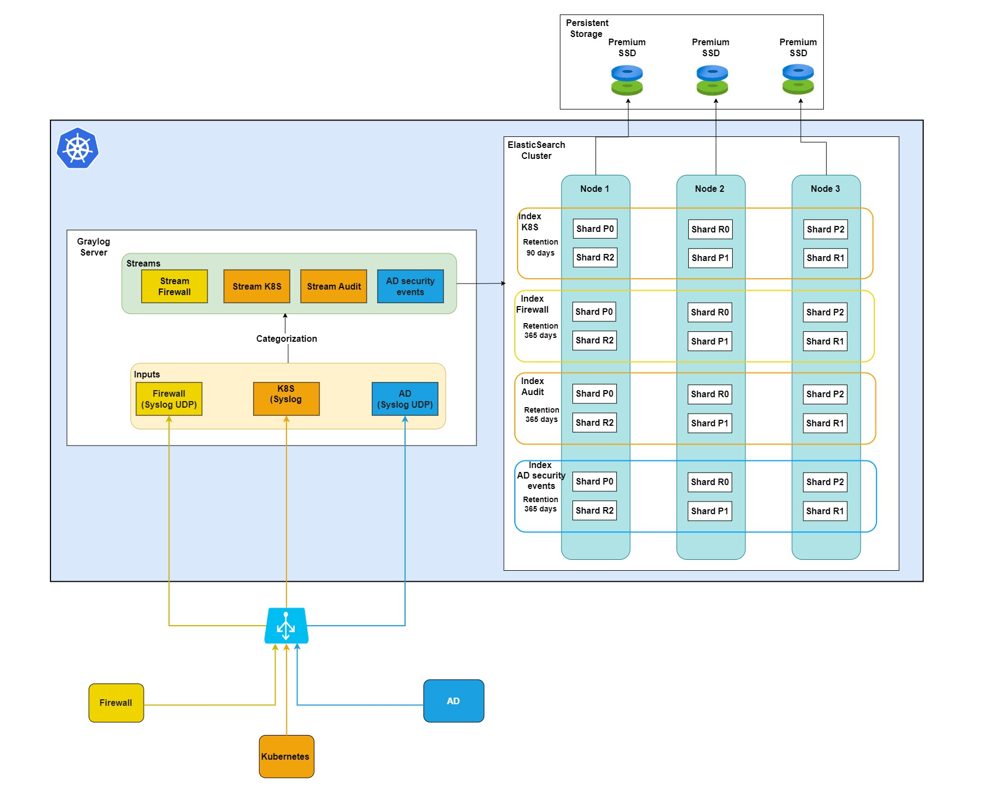 Persistent
Storage
Premium
SSD
Premium
SSD
Premium
SSD
ElasticSearch
Cluster
Node 1
Node 2
Node 3
Index
K8S
Retention
90 days
Shard P0
Shard R0
Shard P2
Shard R2
Shard P1
Shard R1
Index
Firewall
Retention
365 days
Shard P0
Shard R0
Shard P2
Shard R2
Shard P1
Shard R1
Index
Audit
Retention
365 days
Shard P0
Shard R0
Shard P2
Shard R2
Shard P1
Shard R1
Index
AD security
events
Retention
365 days
Shard P0
Shard R0
Shard P2
Shard R2
Shard P1
Shard R1
Graylog
Server
Streams
Stream
Firewall
Stream K8S
Stream Audit
AD security
events
Categorization
Inputs
Firewall
(Syslog UDP)
K8S
(Syslog
AD
(Syslog UDP)
Firewall
AD
Kubernetes